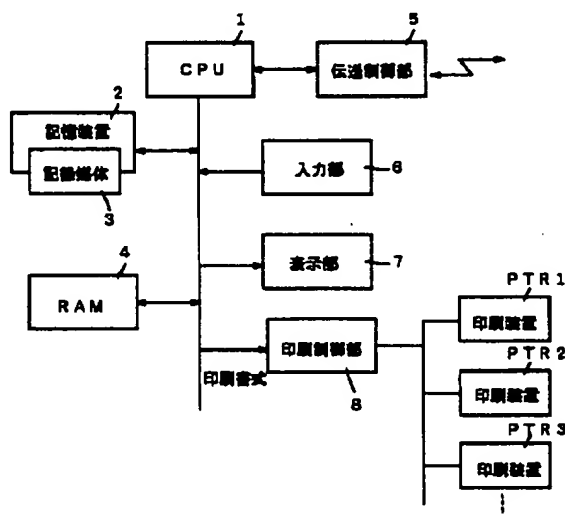 1
5
CPU
伝送制御部
2
記憶装置
記憶媒体
3
6
入力部
7
表示部
4
RAM
PTR1
印刷装置
印刷制御部
印刷書式
8
PTR2
印刷装置
PTR3
印刷装置